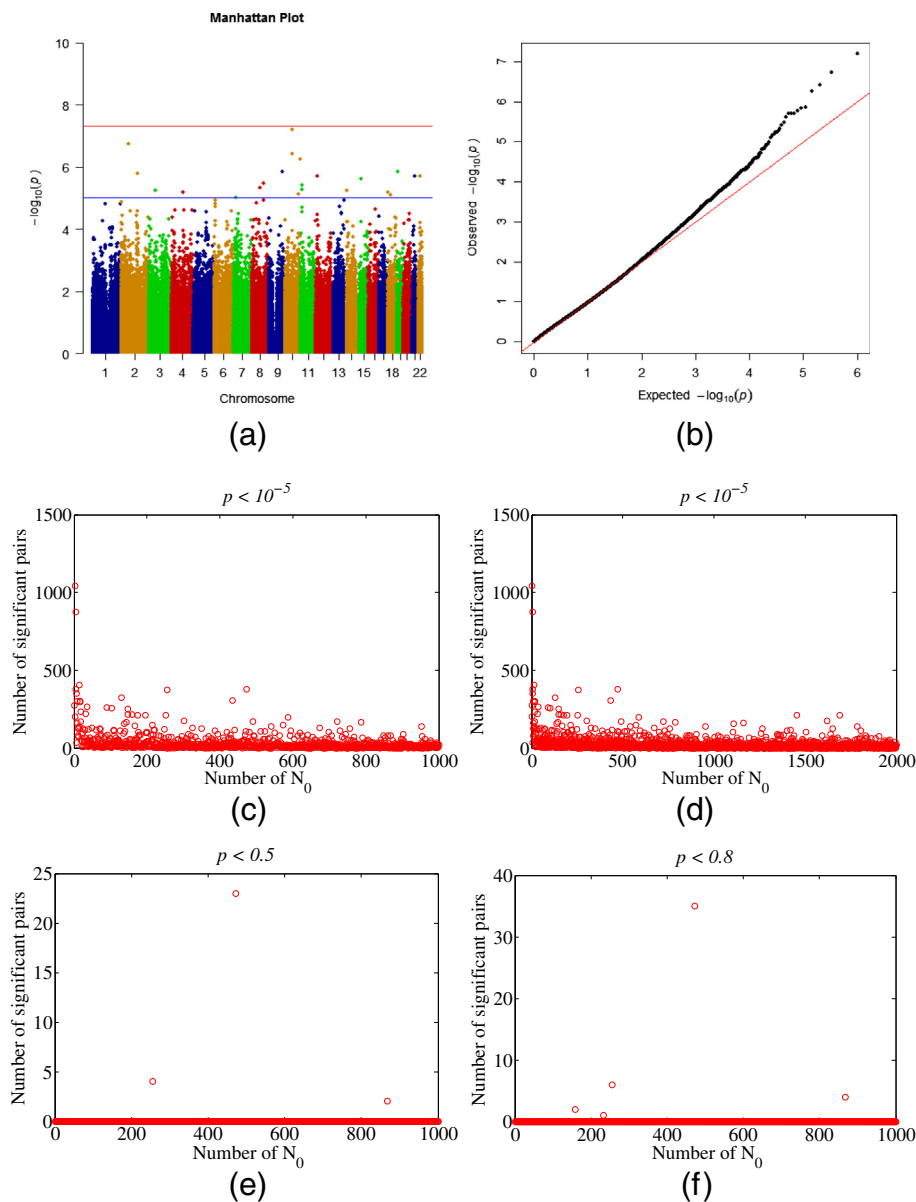 Manhattan Plot
10
8
6
4
2
0
−log₁₀(p)
1 2 3 4 5 6 7 8 9 11 13 15 18 22
Chromosome
(a)
7
6
5
4
3
2
1
0
Observed −log₁₀(p)
0 1 2 3 4 5 6
Expected −log₁₀(p)
(b)
p < 10⁻⁵
1500
1000
500
0
Number of significant pairs
0 200 400 600 800 1000
Number of N₀
(c)
p < 10⁻⁵
1500
1000
500
0
Number of significant pairs
0 500 1000 1500 2000
Number of N₀
(d)
p < 0.5
25
20
15
10
5
0
Number of significant pairs
0 200 400 600 800 1000
Number of N₀
(e)
p < 0.8
40
30
20
10
0
Number of significant pairs
0 200 400 600 800 1000
Number of N₀
(f)